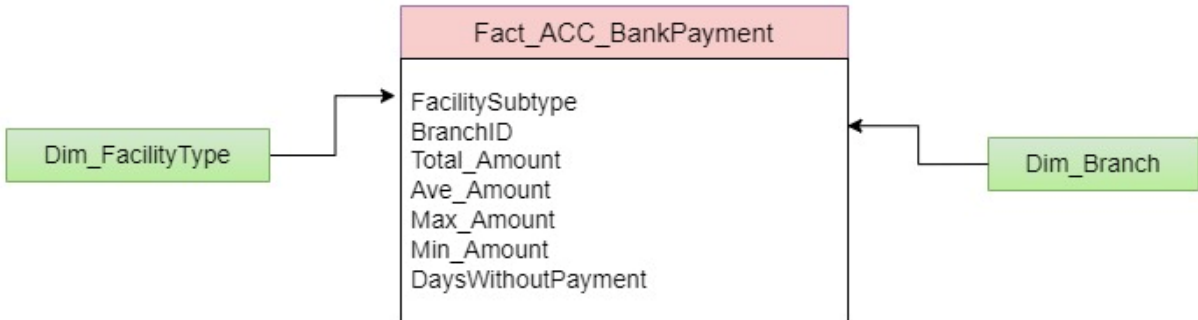 Fact_ACC_BankPayment
FacilitySubtype
BranchID
Total_Amount
Ave_Amount
Max_Amount
Min_Amount
DaysWithoutPayment
Dim_FacilityType
Dim_Branch